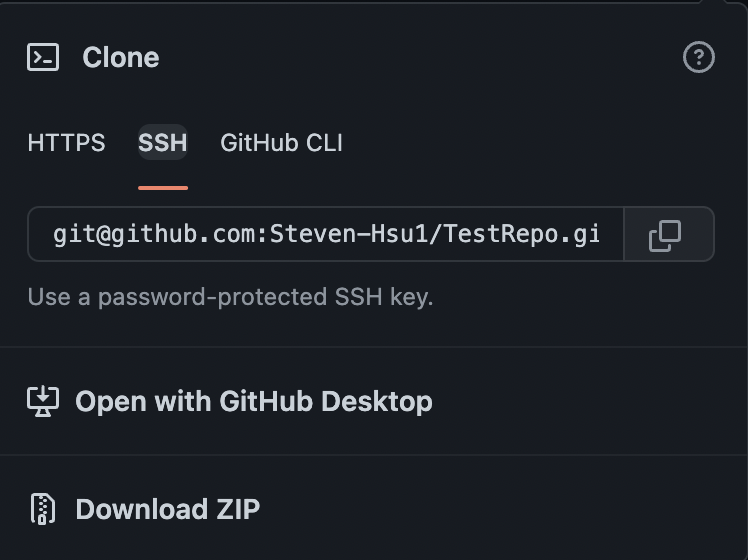 Clone
HTTPS SSH GitHub CLI
git@github.com:Steven-Hsu1/TestRepo.gi
Use a password-protected SSH key.
Open with GitHub Desktop
Download ZIP